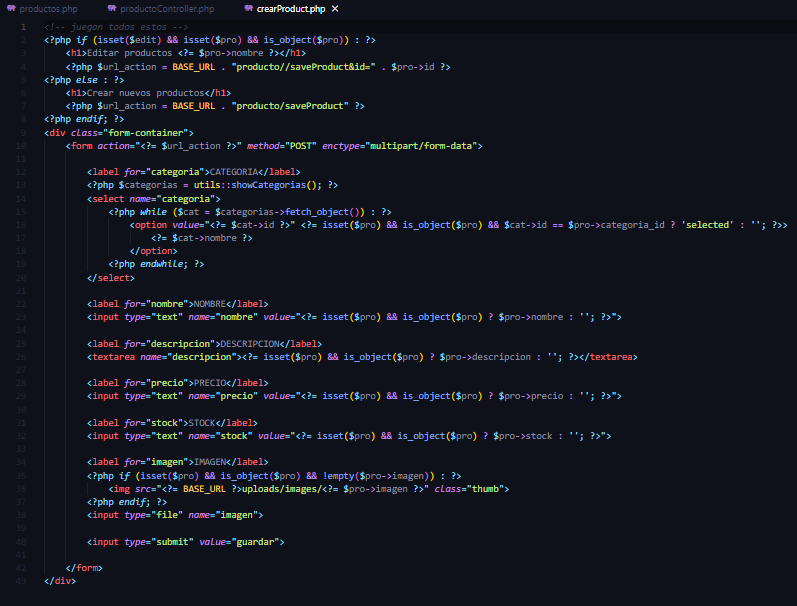 productos.php productoController.php crearProduct.php ×
1 <!-- juegan todos estos -->
2 <?php if (isset($edit) && isset($pro) && is_object($pro)) : ?>
3 <h1>Editar productos <?= $pro->nombre ?></h1>
4 <?php $url_action = BASE_URL . "producto//saveProduct&id=" . $pro->id ?>
5 <?php else : ?>
6 <h1>Crear nuevos productos</h1>
7 <?php $url_action = BASE_URL . "producto/saveProduct" ?>
8 <?php endif; ?>
9 <div class="form-container">
10 <form action="<?= $url_action ?>" method="POST" enctype="multipart/form-data">
11
12 <label for="categoria">CATEGORIA</label>
13 <?php $categorias = utils::showCategorias(); ?>
14 <select name="categoria">
15 <?php while ($cat = $categorias->fetch_object()) : ?>
16 <option value="<?= $cat->id ?>" <?= isset($pro) && is_object($pro) && $cat->id == $pro->categoria_id ? 'selected' : ''; ?>>
17 <?= $cat->nombre ?>
18 </option>
19 <?php endwhile; ?>
20 </select>
21
22 <label for="nombre">NOMBRE</label>
23 <input type="text" name="nombre" value="<?= isset($pro) && is_object($pro) ? $pro->nombre : ''; ?>">
24
25 <label for="descripcion">DESCRIPCION</label>
26 <textarea name="descripcion"><?= isset($pro) && is_object($pro) ? $pro->descripcion : ''; ?></textarea>
27
28 <label for="precio">PRECIO</label>
29 <input type="text" name="precio" value="<?= isset($pro) && is_object($pro) ? $pro->precio : ''; ?>">
30
31 <label for="stock">STOCK</label>
32 <input type="text" name="stock" value="<?= isset($pro) && is_object($pro) ? $pro->stock : ''; ?>">
33
34 <label for="imagen">IMAGEN</label>
35 <?php if (isset($pro) && is_object($pro) && !empty($pro->imagen)) : ?>
36 <img src="<?= BASE_URL ?>uploads/images/<?= $pro->imagen ?>" class="thumb">
37 <?php endif; ?>
38 <input type="file" name="imagen">
39
40 <input type="submit" value="guardar">
41
42 </form>
43 </div>